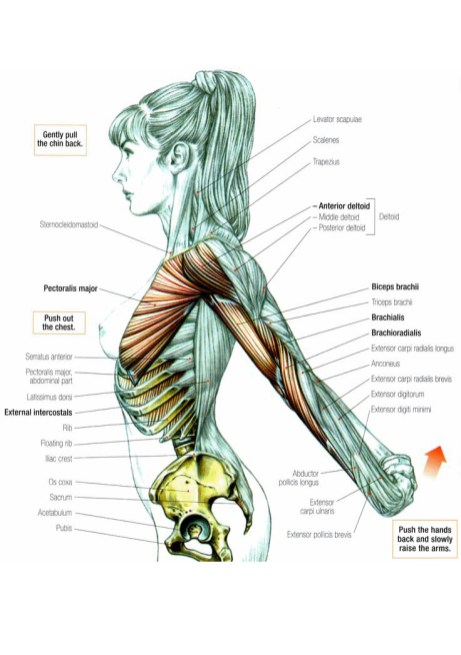 Gently pull
the chin back.
Levator scapulae
Scalenes
Trapezius
Anterior deltoid
Middle deltoid
Posterior deltoid
Deltoid
Sternocleidomastoid
Pectoralis major
Push out
the chest.
Serratus anterior
Pectoralis major,
abdominal part
Latissimus dorsi
External intercostals
Rib
Floating rib
Iliac crest
Os coxa
Sacrum
Acetabulum
Pubis
Biceps brachii
Triceps brachii
Brachialis
Brachioradialis
Extensor carpi radialis longus
Anconeus
Extensor carpi radialis brevis
Extensor digitorum
Extensor digiti minimi
Abductor
pollicis longus
Extensor
carpi ulnaris
Extensor pollicis brevis
Push the hands
back and slowly
raise the arms.